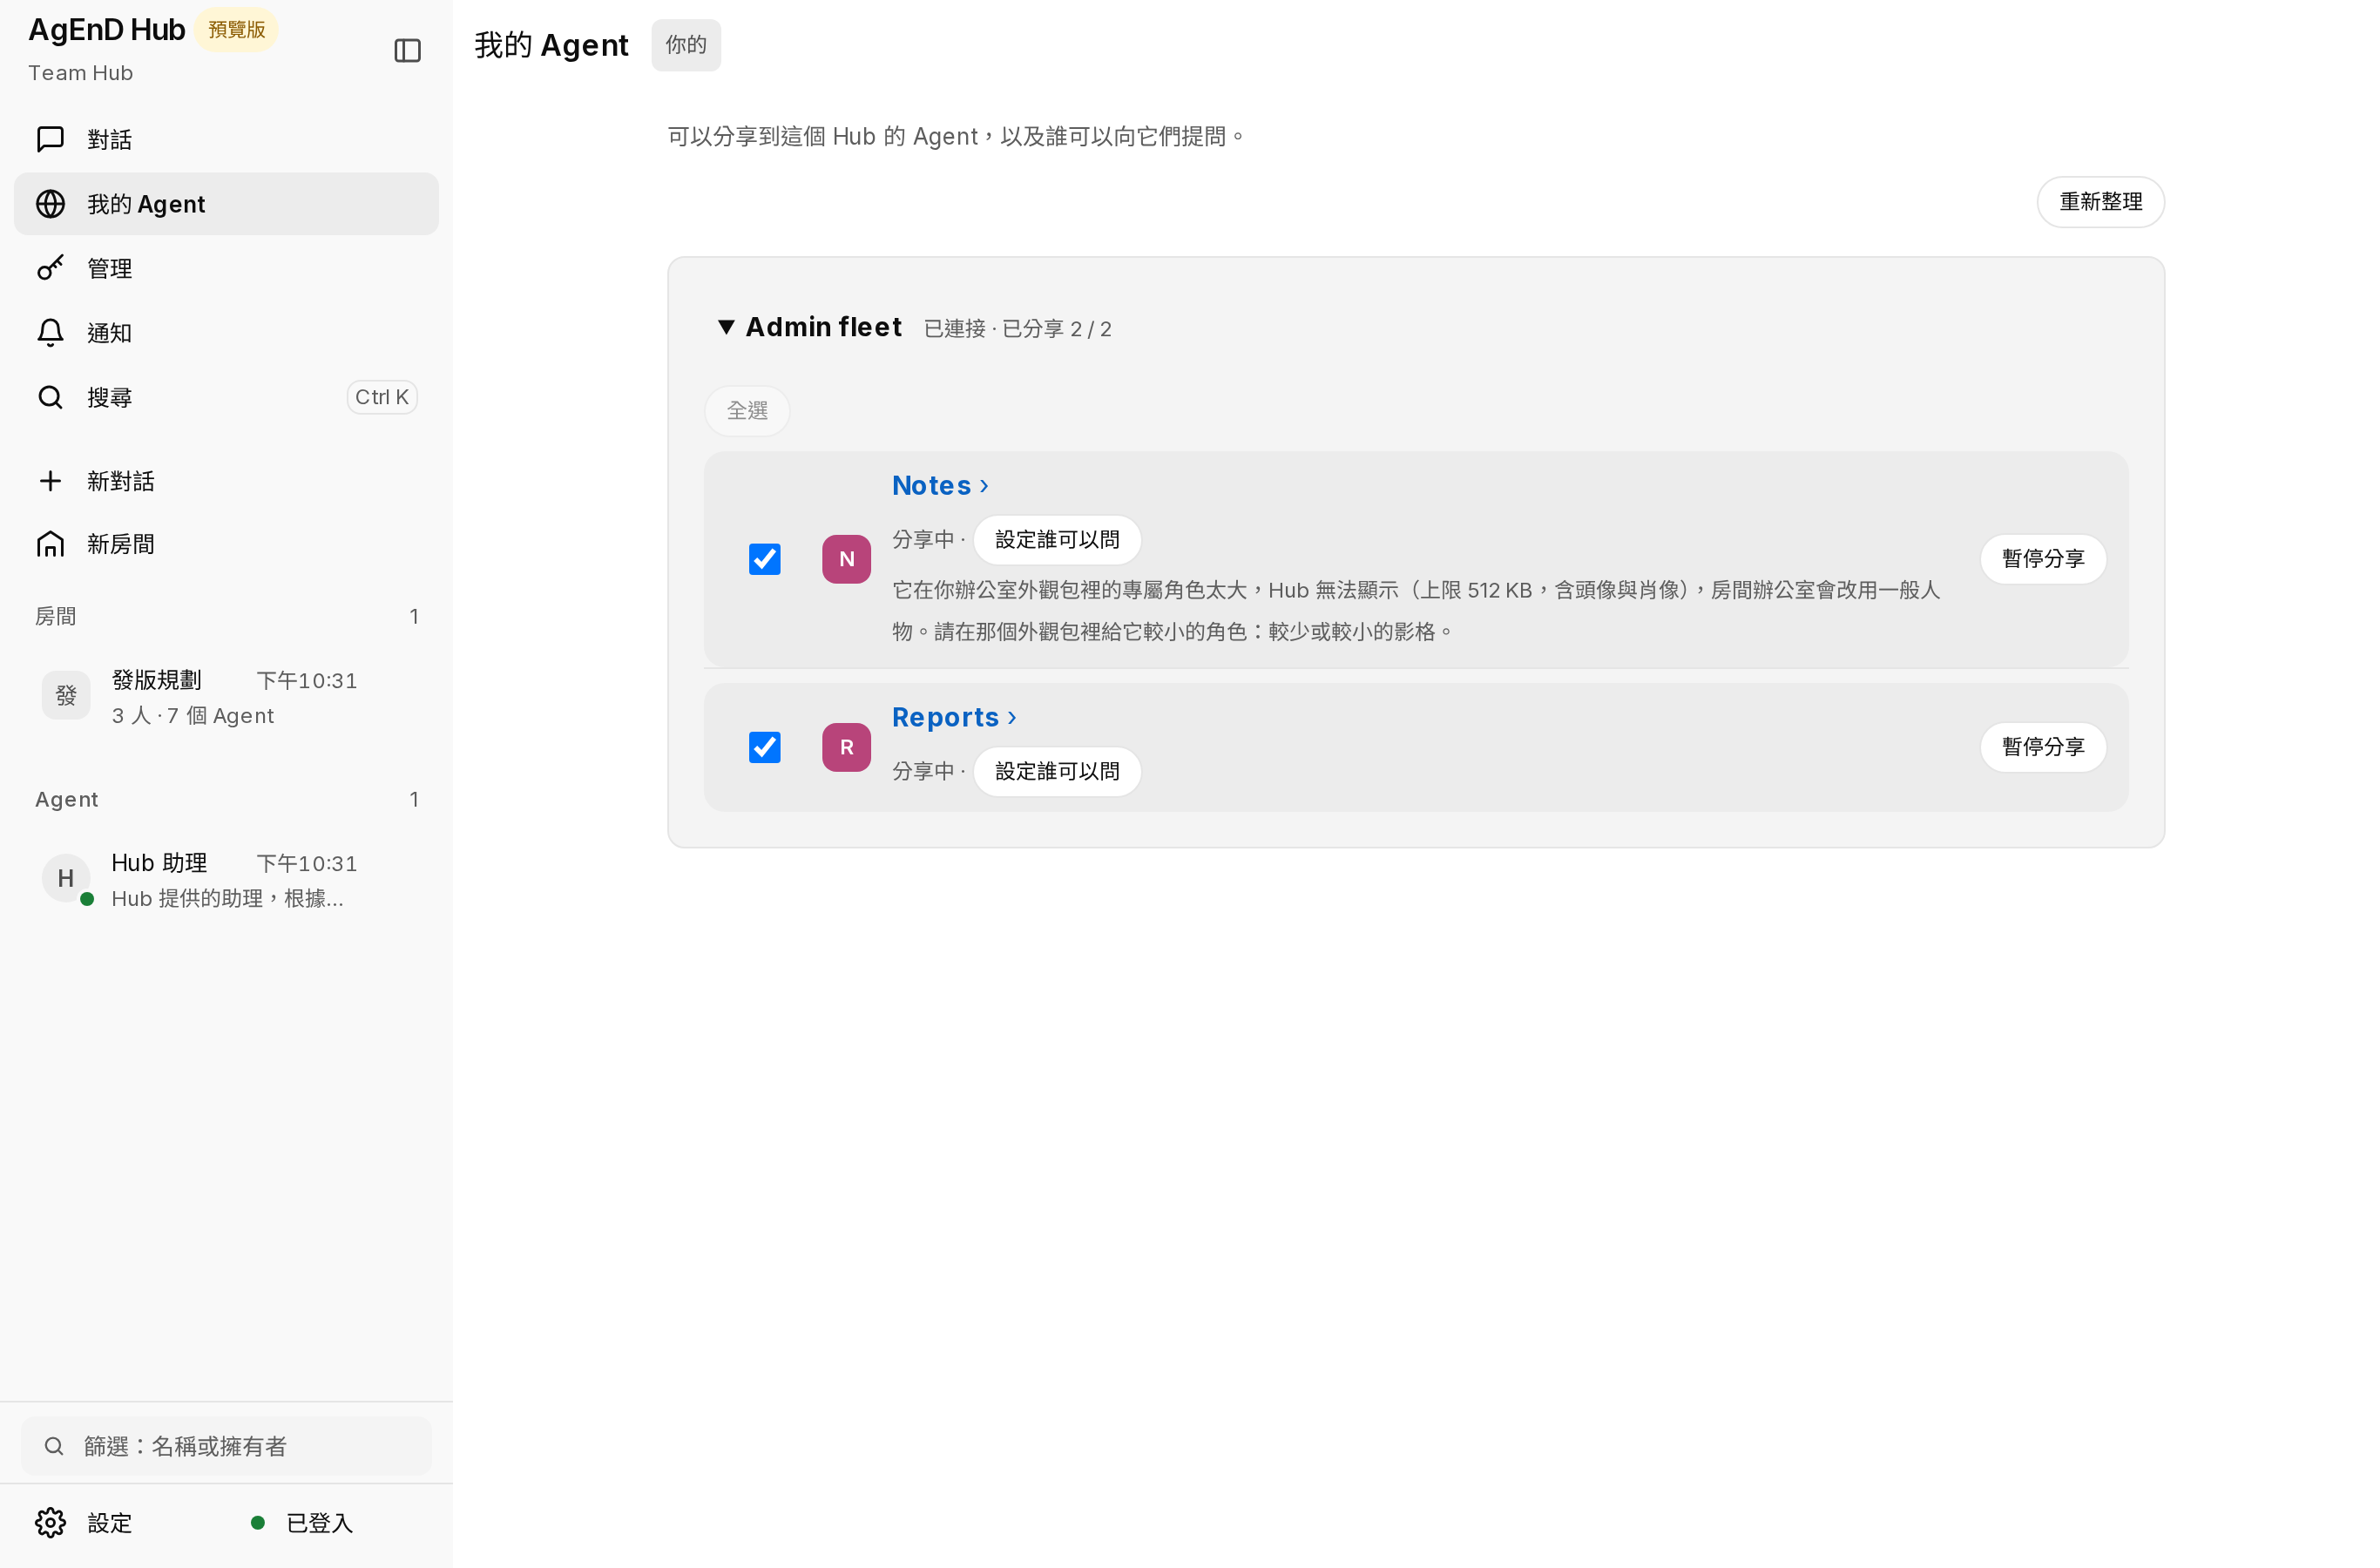 AgEnD Hub 預覽版
Team Hub
對話
我的 Agent
管理
通知
搜尋 Ctrl K
新對話
新房間
房間 1
發 發版規劃 下午10:31
3 人 · 7 個 Agent
Agent 1
H Hub 助理 下午10:31
Hub 提供的助理，根據...
篩選：名稱或擁有者
設定 已登入
我的 Agent 你的
可以分享到這個 Hub 的 Agent，以及誰可以向它們提問。
重新整理
▼ Admin fleet 已連接 · 已分享 2 / 2
全選
Notes ›
N 分享中 · 設定誰可以問 暫停分享
它在你辦公室外觀包裡的專屬角色太大，Hub 無法顯示（上限 512 KB，含頭像與肖像），房間辦公室會改用一般人
物。請在那個外觀包裡給它較小的角色：較少或較小的影格。
Reports ›
R 分享中 · 設定誰可以問 暫停分享